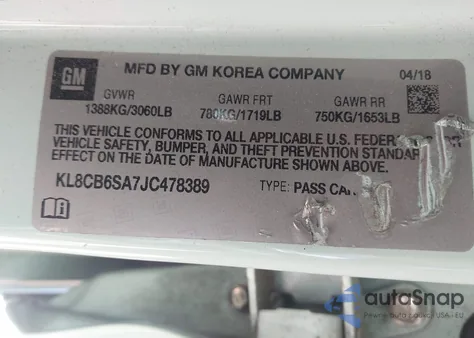 GM MFD BY GM KOREA COMPANY 04/18
GVWR GAWR FRT GAWR RR
1388KG/3060LB 780KG/1719LB 750KG/1653LB
THIS VEHICLE CONFORMS TO ALL APPLICABLE U.S. FEDER
VEHICLE SAFETY, BUMPER, AND THEFT PREVENTION STANDAR
EFFECT ON THE DATE OF MANUFACTURE SHOWN ABOVE.
KL8CB6SA7JC478389 TYPE: PASS CAR
i
autoSnap